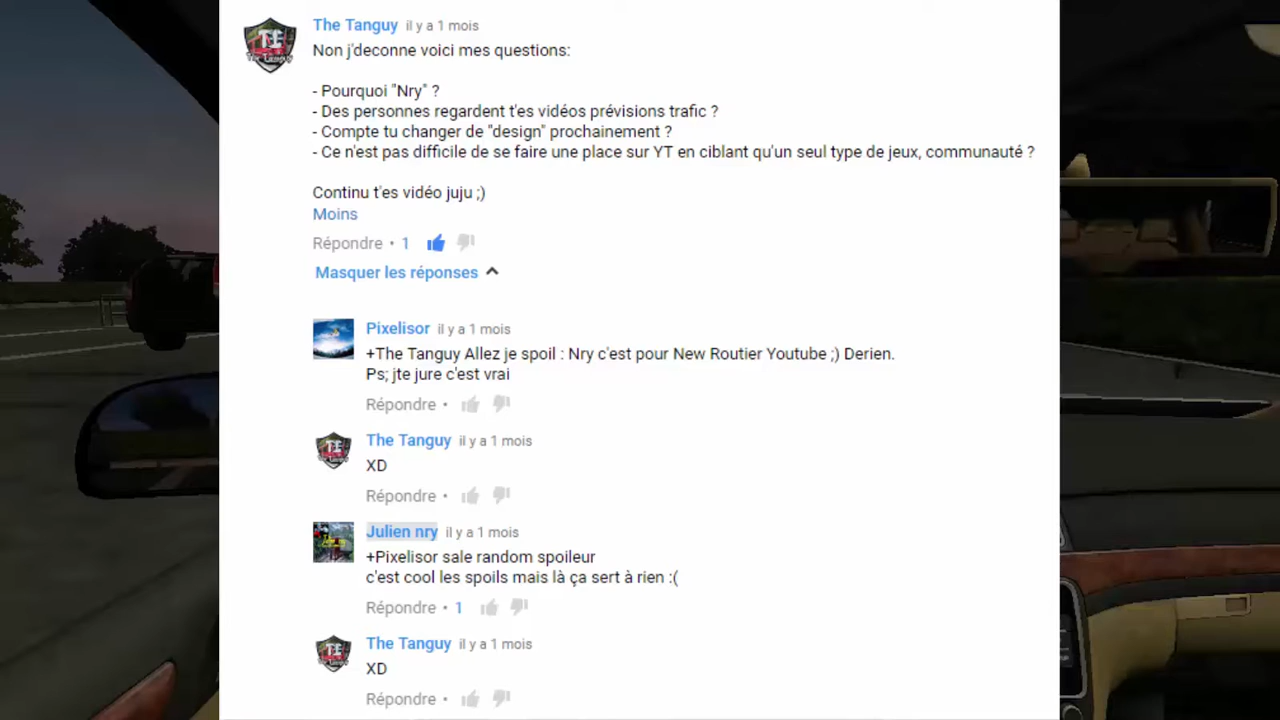 The Tanguy il y a 1 mois
Non j'deconne voici mes questions:
- Pourquoi "Nry" ?
- Des personnes regardent t'es vidéos prévisions trafic ?
- Compte tu changer de "design" prochainement ?
- Ce n'est pas difficile de se faire une place sur YT en ciblant qu'un seul type de jeux, communauté ?
Continu t'es vidéo juju ;)
Moins
Répondre • 1
Masquer les réponses
Pixelisor il y a 1 mois
+The Tanguy Allez je spoil : Nry c'est pour New Routier Youtube ;) Derien.
Ps; jte jure c'est vrai
Répondre •
The Tanguy il y a 1 mois
XD
Répondre •
Julien nry il y a 1 mois
+Pixelisor sale random spoileur
c'est cool les spoils mais là ça sert à rien :(
Répondre • 1
The Tanguy il y a 1 mois
XD
Répondre •